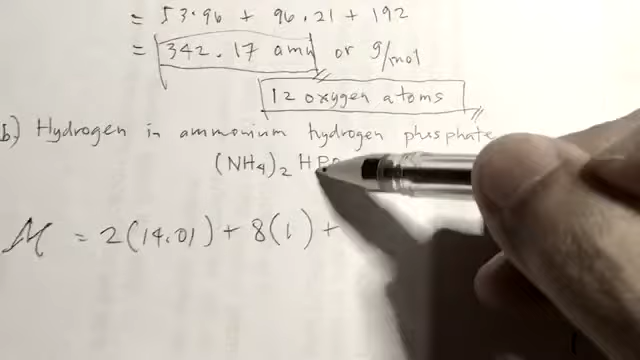 = 53.96 + 96.21 + 192
= 342.17 amu or g/mol
12 oxygen atoms
b.) Hydrogen in ammonium hydrogen phosphate
(NH4)2 HP
M = 2(14.01) + 8(1) +